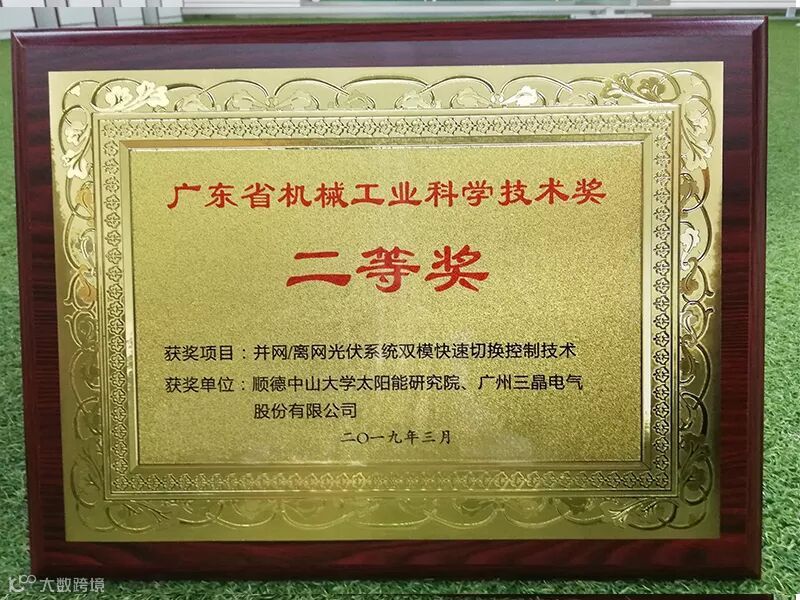 广东省机械工业科学技术奖
二等奖
获奖项目：并网/离网光伏系统双模快速切换控制技术
获奖单位：顺德中山大学太阳能研究院、广州三晶电气
股份有限公司
二〇一九年三月
大数跨境